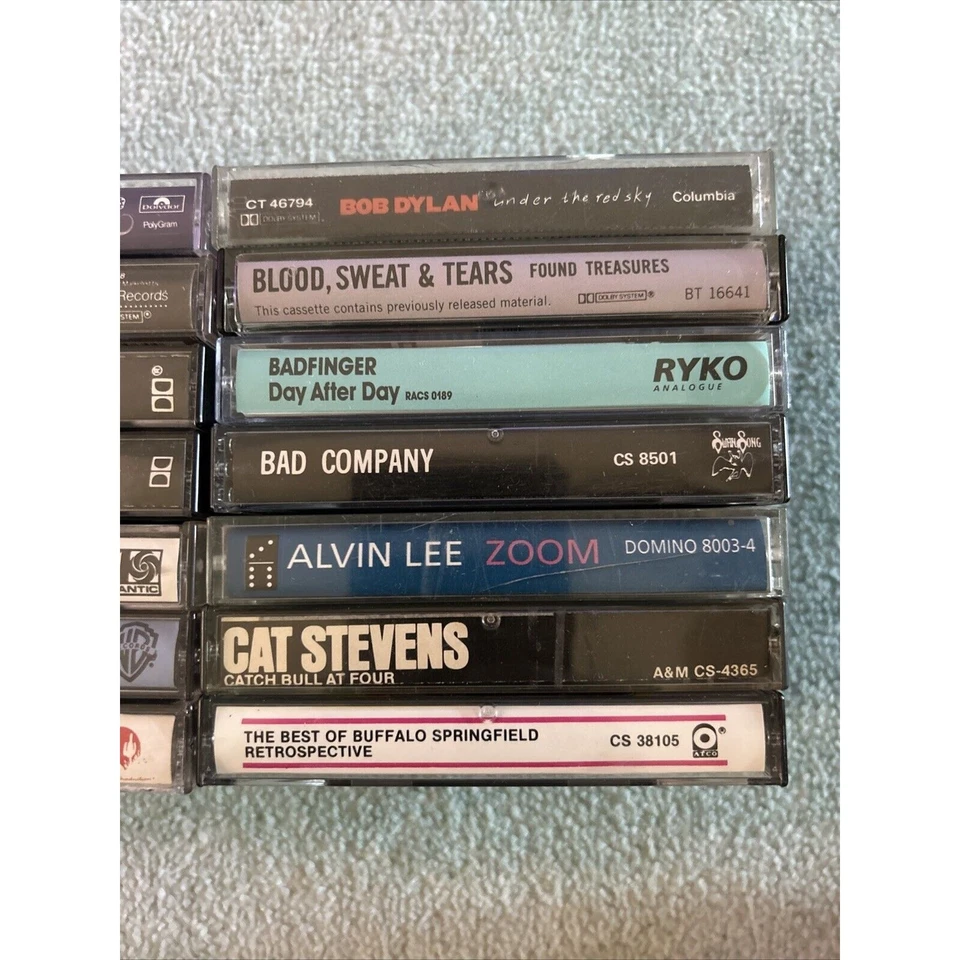 Polydor
PolyGram
Records
STEM ®
®
ANTIC
CT 46794 BOB DYLAN under the red sky Columbia
DOLBY SYSTEM
BLOOD, SWEAT & TEARS FOUND TREASURES
This cassette contains previously released material. DOLBY SYSTEM ® BT 16641
BADFINGER
Day After Day RACS 0189
RYKO
ANALOGUE
BAD COMPANY CS 8501 SWAN SONG
ALVIN LEE ZOOM DOMINO 8003-4
CAT STEVENS
CATCH BULL AT FOUR A&M CS-4365
THE BEST OF BUFFALO SPRINGFIELD
RETROSPECTIVE CS 38105 ATCO ®